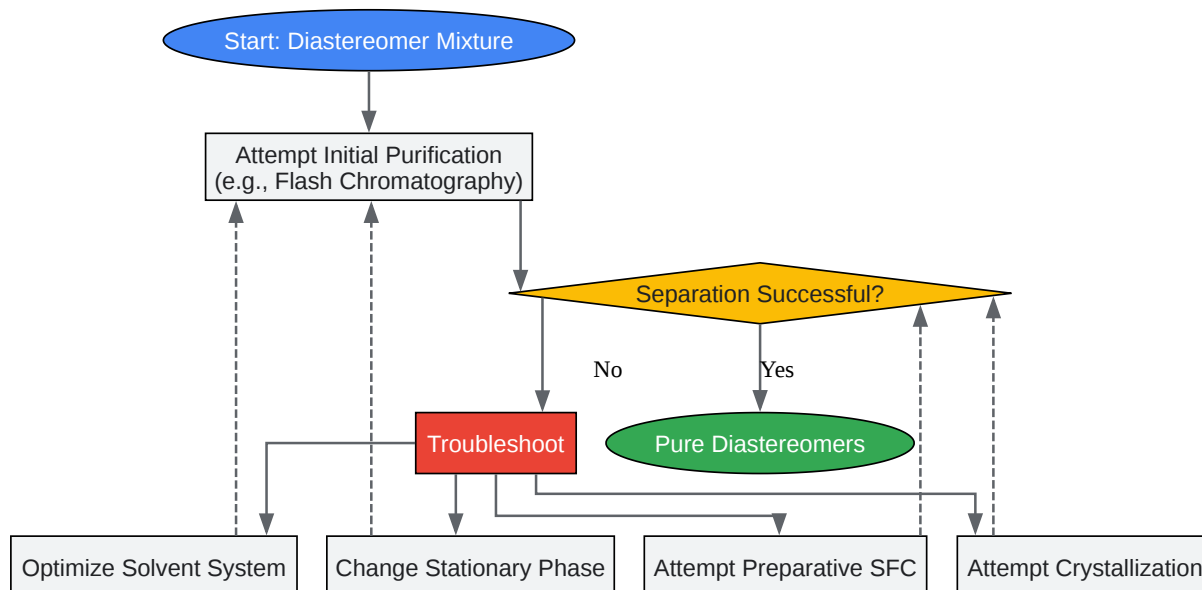 Start: Diastereomer Mixture
Attempt Initial Purification
(e.g., Flash Chromatography)
Separation Successful?
No
Yes
Troubleshoot
Pure Diastereomers
Optimize Solvent System
Change Stationary Phase
Attempt Preparative SFC
Attempt Crystallization